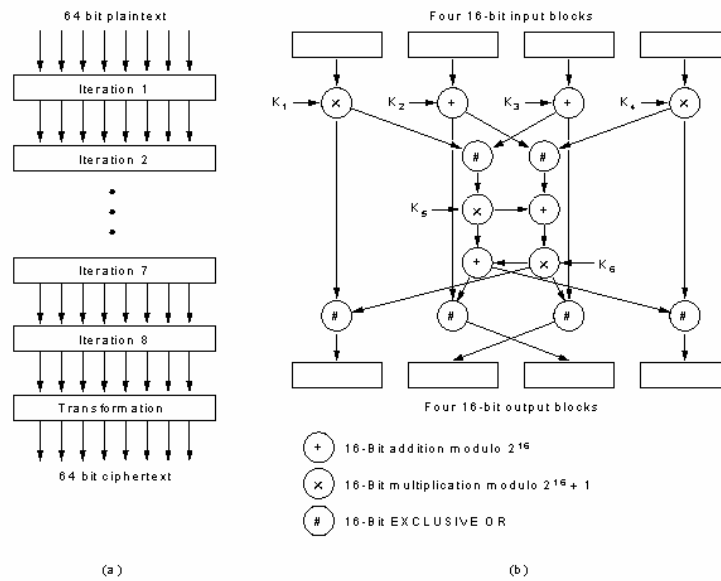 64 bit plaintext
Iteration 1
Iteration 2
Iteration 7
Iteration 8
Transformation
64 bit ciphertext
(a)
Four 16-bit input blocks
K1 × K2 + K3 + K4 ×
# #
K5 × +
+ × K6
# # # #
Four 16-bit output blocks
+ 16-Bit addition modulo 2^16
× 16-Bit multiplication modulo 2^16 + 1
# 16-Bit EXCLUSIVE OR
(b)